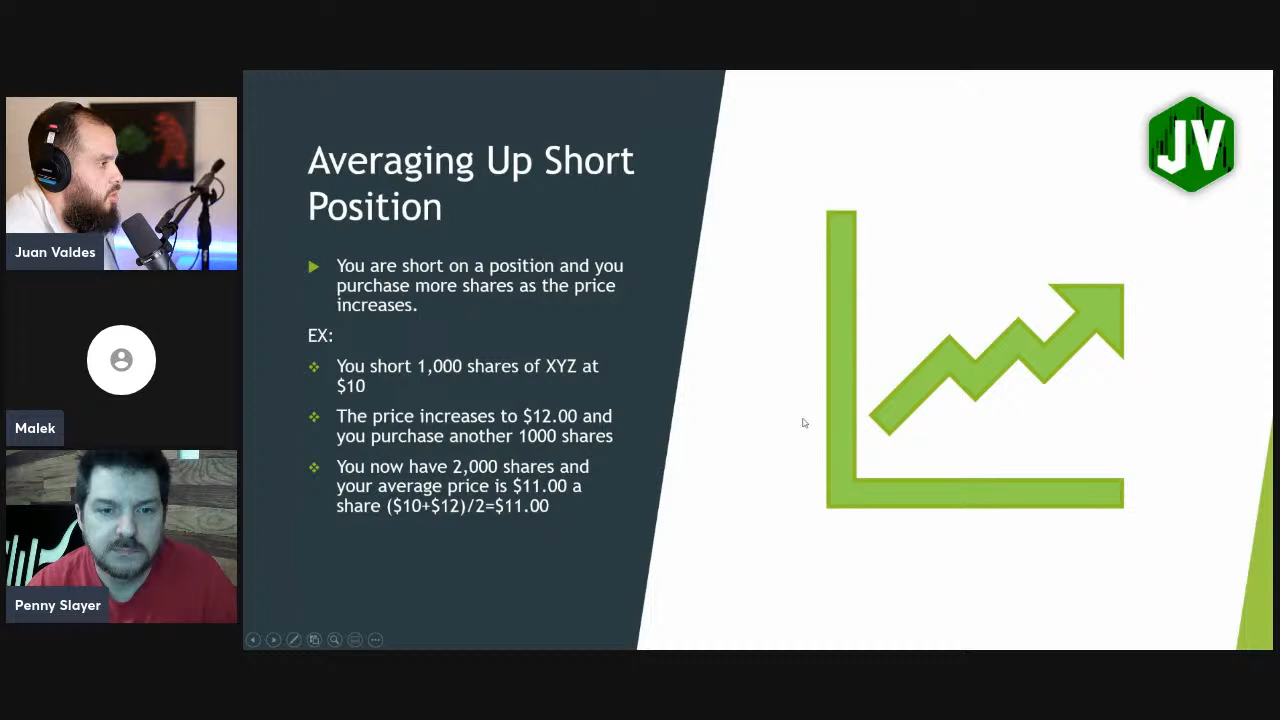 Averaging Up Short
Position
You are short on a position and you
purchase more shares as the price
increases.
EX:
You short 1,000 shares of XYZ at
$10
The price increases to $12.00 and
you purchase another 1000 shares
You now have 2,000 shares and
your average price is $11.00 a
share ($10+$12)/2=$11.00
JV
Juan Valdes
Malek
Penny Slayer